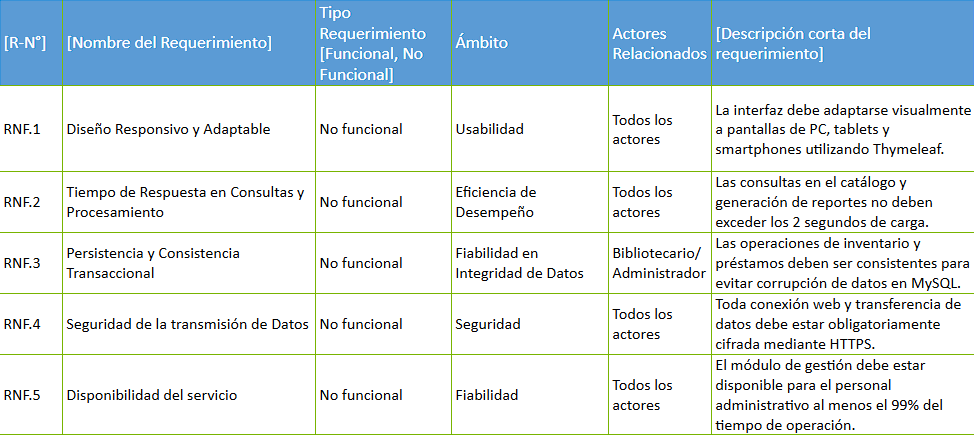 [R-N°]
[Nombre del Requerimiento]
Tipo
Requerimiento
[Funcional, No
Funcional]
Ámbito
Actores
Relacionados
[Descripción corta del
requerimiento]
RNF.1
Diseño Responsivo y Adaptable
No funcional
Usabilidad
Todos los
actores
La interfaz debe adaptarse visualmente
a pantallas de PC, tablets y
smartphones utilizando Thymeleaf.
RNF.2
Tiempo de Respuesta en Consultas y
Procesamiento
No funcional
Eficiencia de
Desempeño
Todos los
actores
Las consultas en el catálogo y
generación de reportes no deben
exceder los 2 segundos de carga.
RNF.3
Persistencia y Consistencia
Transaccional
No funcional
Fiabilidad en
Integridad de Datos
Bibliotecario/
Administrador
Las operaciones de inventario y
préstamos deben ser consistentes para
evitar corrupción de datos en MySQL.
RNF.4
Seguridad de la transmisión de Datos
No funcional
Seguridad
Todos los
actores
Toda conexión web y transferencia de
datos debe estar obligatoriamente
cifrada mediante HTTPS.
RNF.5
Disponibilidad del servicio
No funcional
Fiabilidad
Todos los
actores
El módulo de gestión debe estar
disponible para el personal
administrativo al menos el 99% del
tiempo de operación.